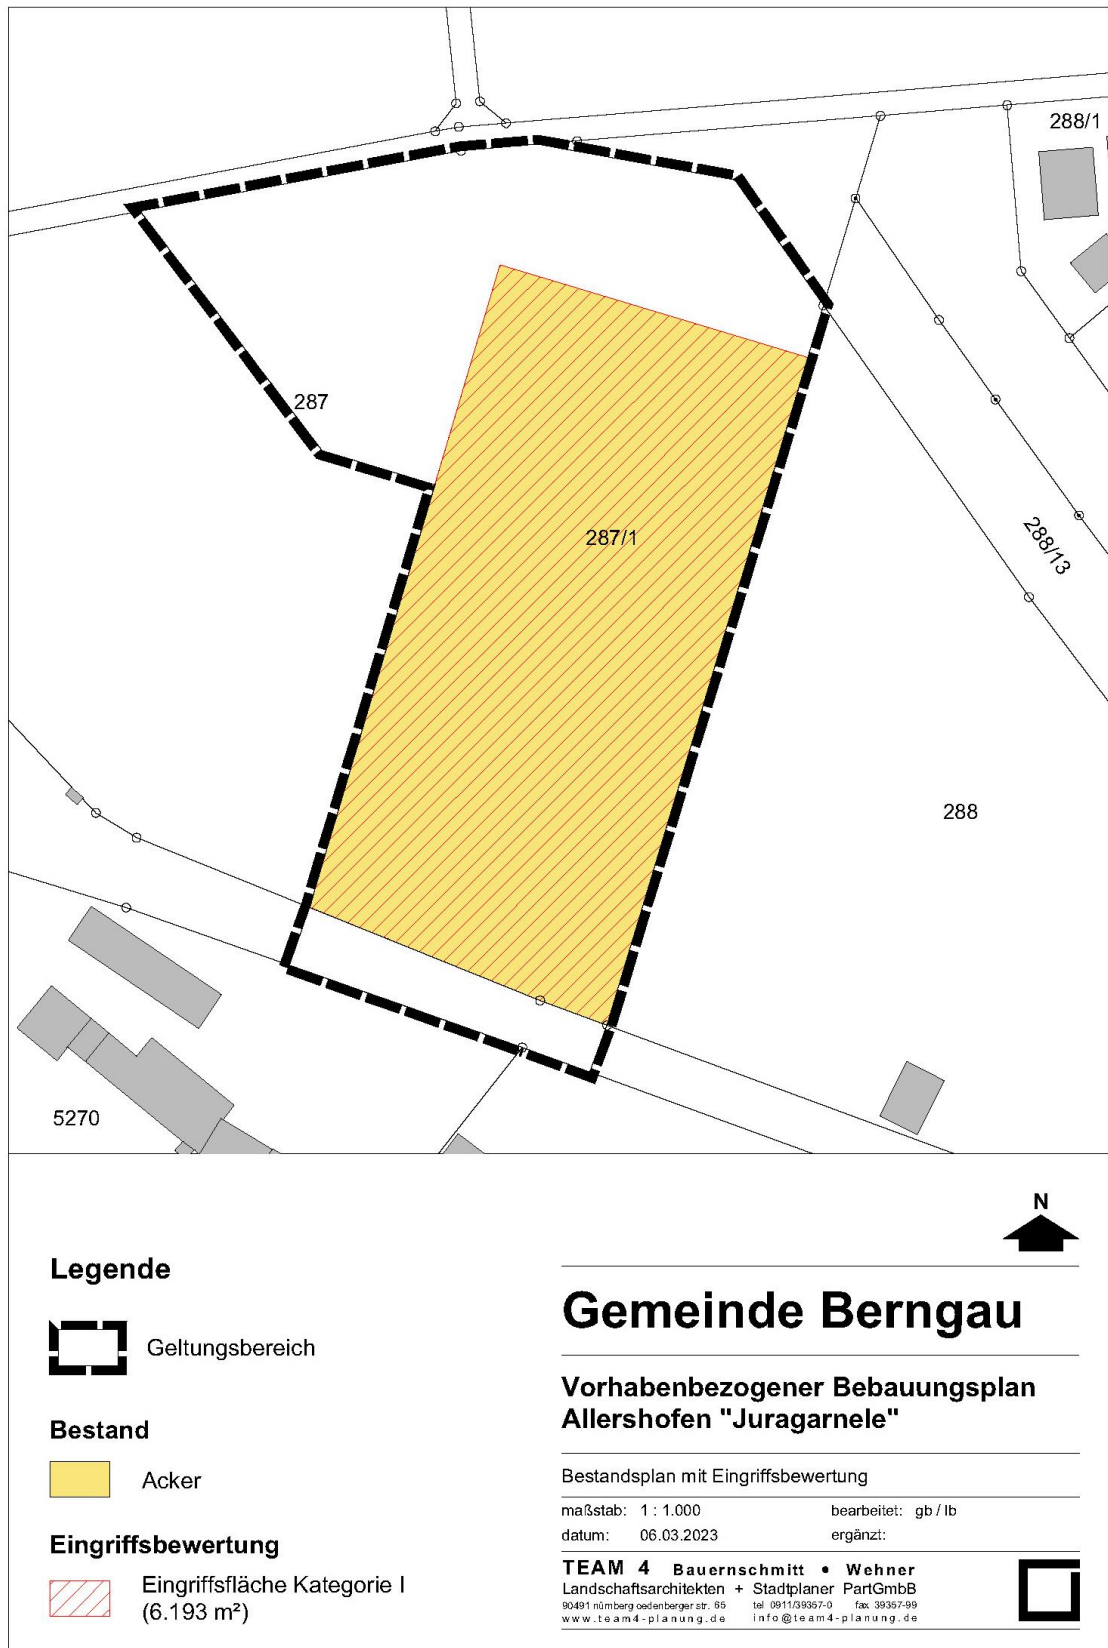 288/1
287
287/1
288/13
288
5270
N
Legende
Geltungsbereich
Bestand
Acker
Eingriffsbewertung
Eingriffsfläche Kategorie I
(6.193 m²)
Gemeinde Berngau
Vorhabenbezogener Bebauungsplan
Allershofen "Juragarnele"
Bestandsplan mit Eingriffsbewertung
maßstab: 1 : 1.000 bearbeitet: gb / lb
datum: 06.03.2023 ergänzt:
TEAM 4 Bauernschmitt • Wehner
Landschaftsarchitekten + Stadtplaner PartGmbB
90491 nürnberg oedenberger str. 65 tel 0911/39357-0 fax 39357-99
www.team4-planung.de info@team4-planung.de